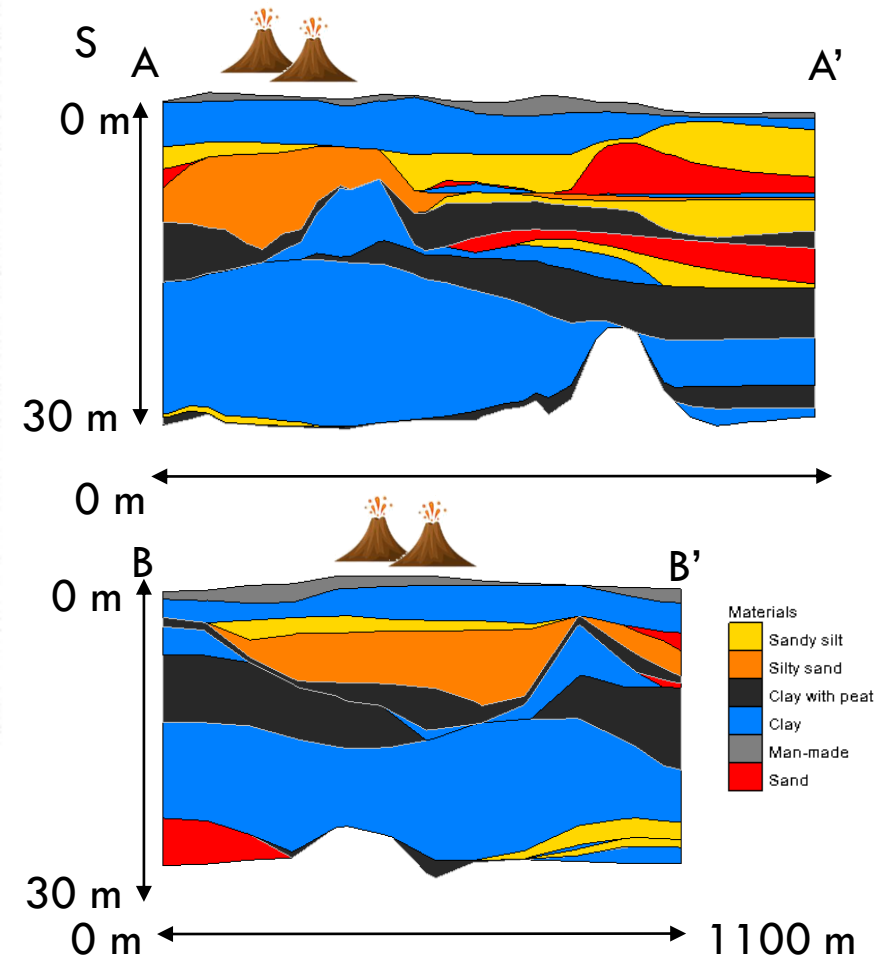 S
A
A’
0 m
30 m
0 m
B
B’
0 m
Materials
Sandy silt
Silty sand
Clay with peat
Clay
Man-made
Sand
30 m
0 m
1100 m